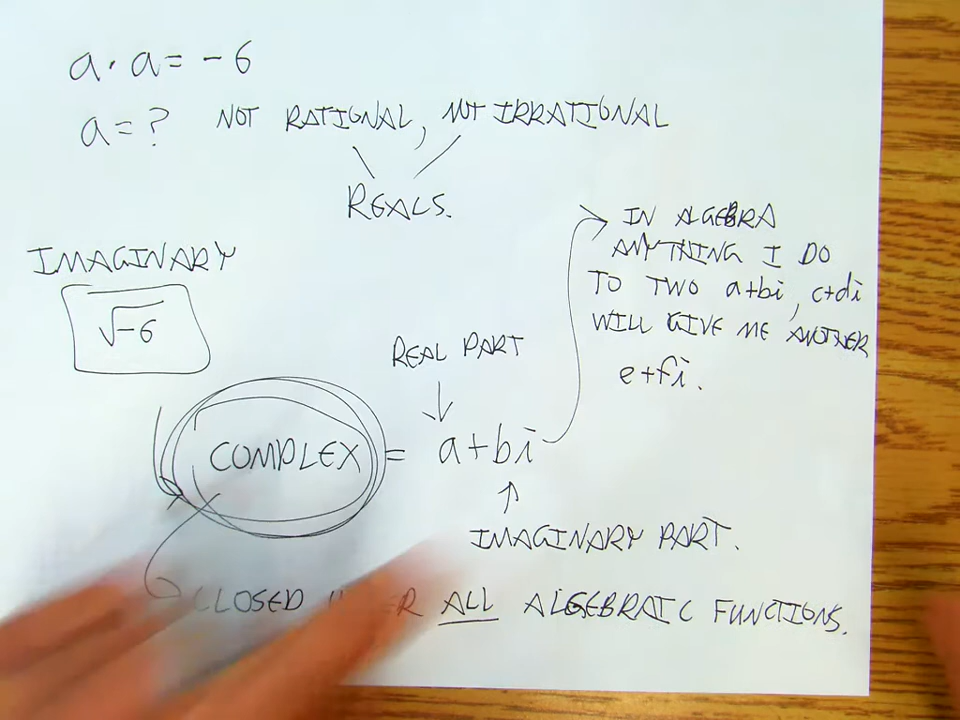 a · a = -6
a = ? NOT RATIONAL, NOT IRRATIONAL
REALS.
IMAGINARY
√-6
IN ALGEBRA
ANYTHING I DO
TO TWO a+bi, c+di
WILL GIVE ME ANOTHER
e+fi.
REAL PART
COMPLEX = a+bi
IMAGINARY PART.
CLOSED ALL ALGEBRAIC FUNCTIONS.